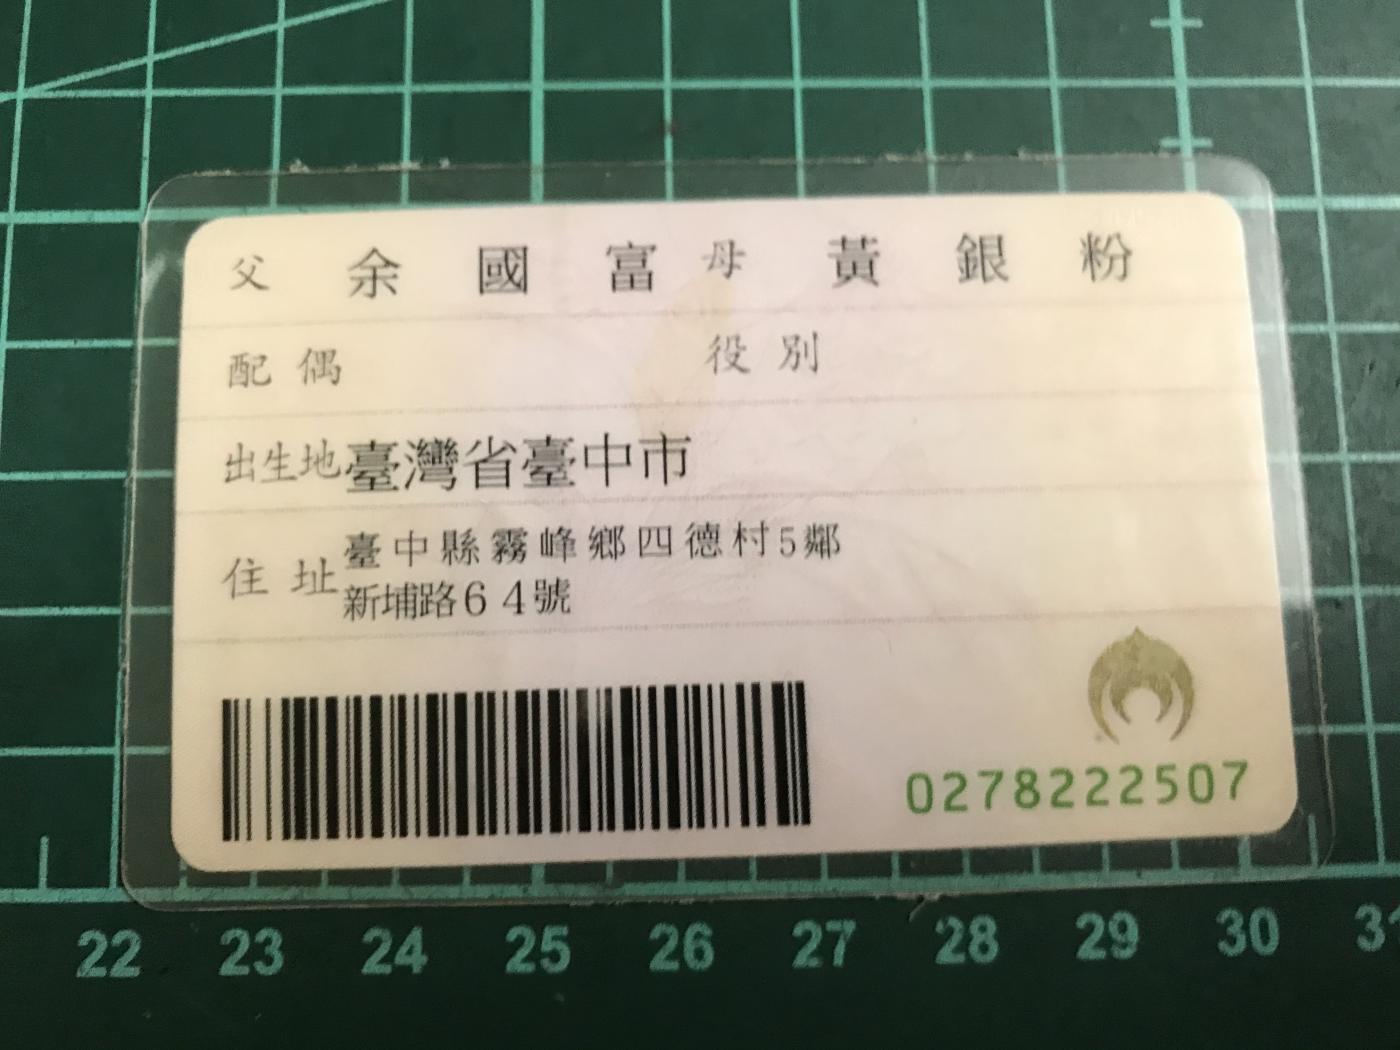 父 余國富 母 黃銀粉
配偶 役別
出生地 臺灣省臺中市
住址 臺中縣霧峰鄉四德村5鄰
新埔路64號
0278222507
22 23 24 25 26 27 28 29 30 31